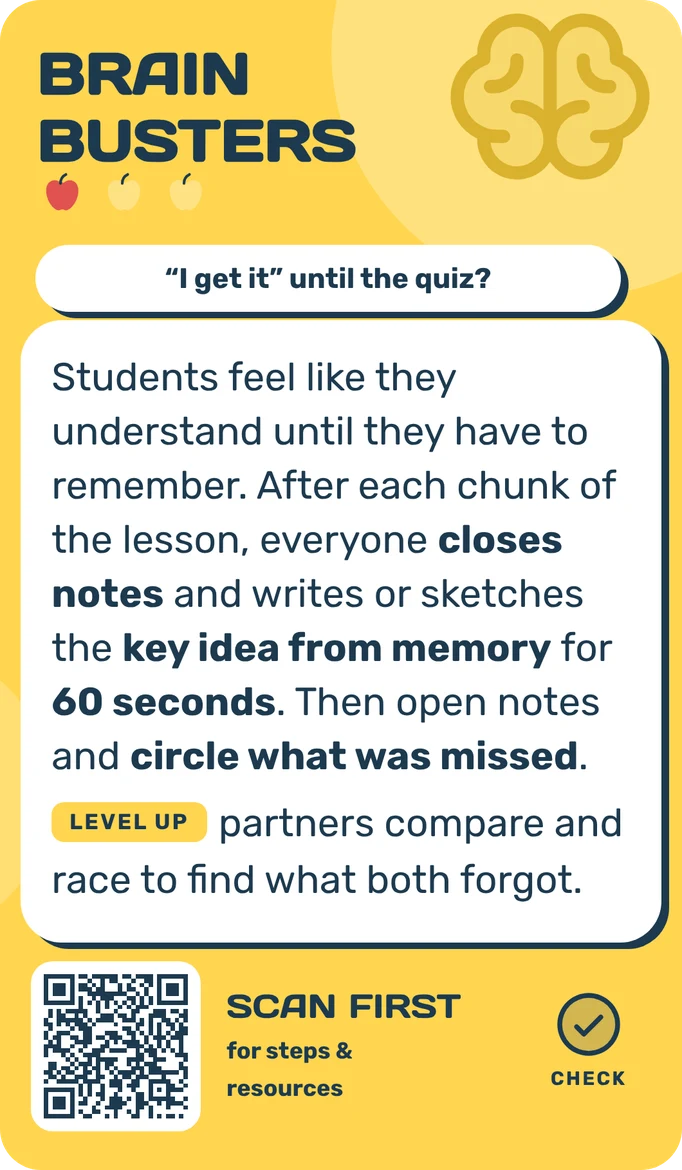 BRAIN
BUSTERS
“I get it” until the quiz?
Students feel like they
understand until they have to
remember. After each chunk of
the lesson, everyone closes
notes and writes or sketches
the key idea from memory for
60 seconds. Then open notes
and circle what was missed.
LEVEL UP partners compare and
race to find what both forgot.
SCAN FIRST
for steps &
resources
CHECK